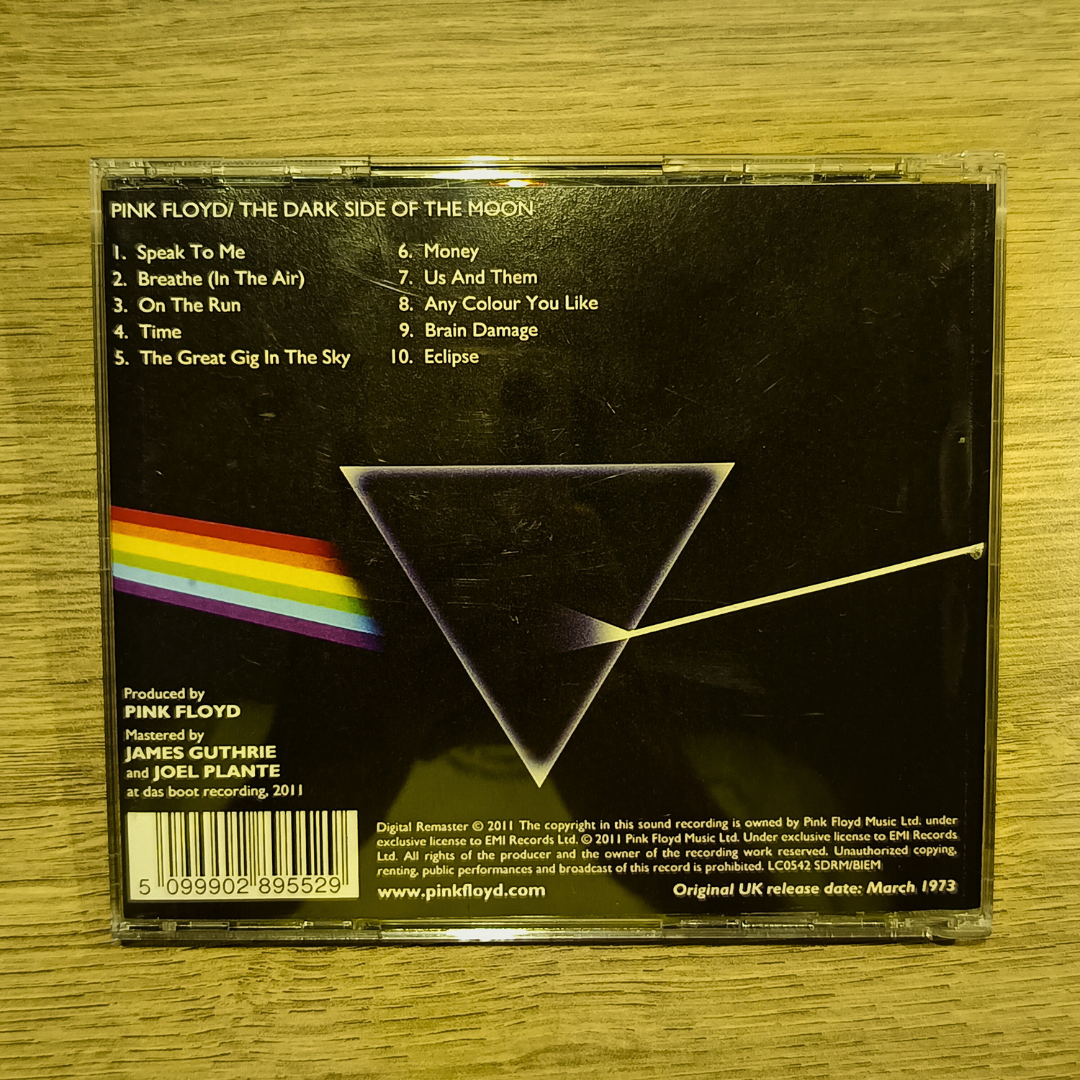 PINK FLOYD/ THE DARK SIDE OF THE MOON
1. Speak To Me
2. Breathe (In The Air)
3. On The Run
4. Time
5. The Great Gig In The Sky
6. Money
7. Us And Them
8. Any Colour You Like
9. Brain Damage
10. Eclipse
Produced by
PINK FLOYD
Mastered by
JAMES GUTHRIE
and JOEL PLANTE
at das boot recording, 2011
5 099902 895529
Digital Remaster © 2011 The copyright in this sound recording is owned by Pink Floyd Music Ltd. under
exclusive license to EMI Records Ltd. © 2011 Pink Floyd Music Ltd. Under exclusive license to EMI Records
Ltd. All rights of the producer and the owner of the recording work reserved. Unauthorized copying,
renting, public performances and broadcast of this record is prohibited. LC0542 SDRM/BIEM
www.pinkfloyd.com
Original UK release date: March 1973